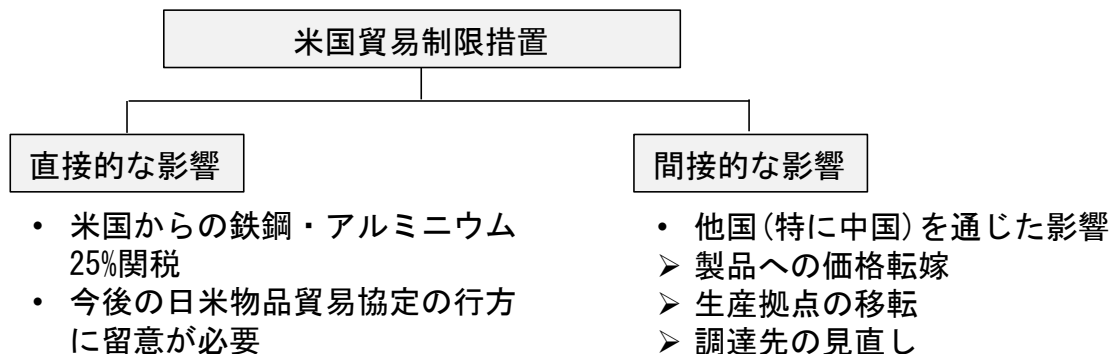 米国貿易制限措置
直接的な影響
• 米国からの鉄鋼・アルミニウム
25%関税
• 今後の日米物品貿易協定の行方
に留意が必要
間接的な影響
• 他国(特に中国)を通じた影響
➢ 製品への価格転嫁
➢ 生産拠点の移転
➢ 調達先の見直し